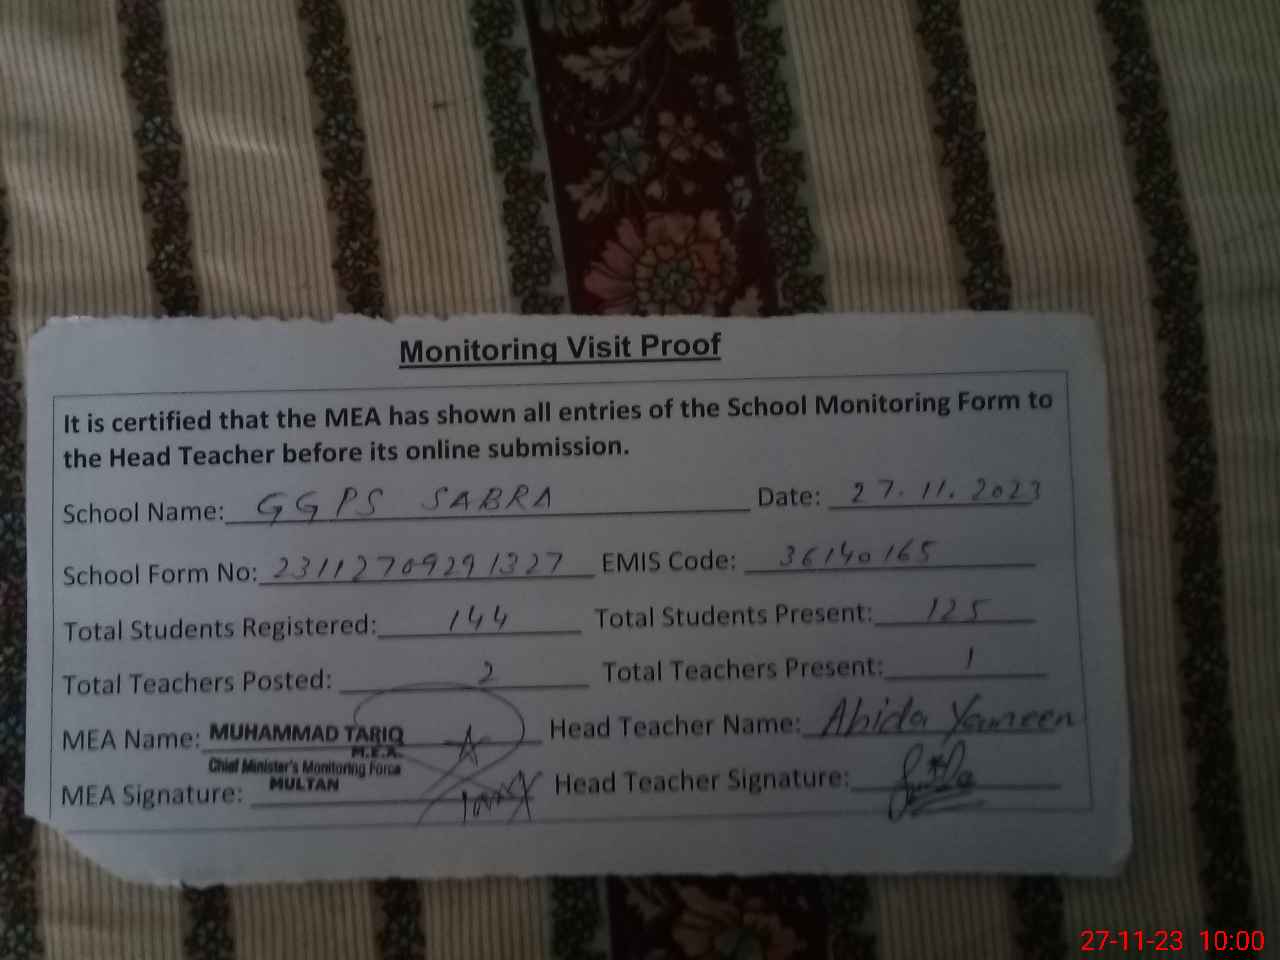 Monitoring Visit Proof
It is certified that the MEA has shown all entries of the School Monitoring Form to
the Head Teacher before its online submission.
School Name: GGPS SABRA Date: 27.11.2023
School Form No: 23112709291327 EMIS Code: 36140165
Total Students Registered: 144 Total Students Present: 125
Total Teachers Posted: 2 Total Teachers Present: 1
MEA Name: MUHAMMAD TARIQ Head Teacher Name: Abida Yasmeen
M.E.A.
Chief Minister's Monitoring Force
MULTAN
MEA Signature: Head Teacher Signature:
27-11-23 10:00